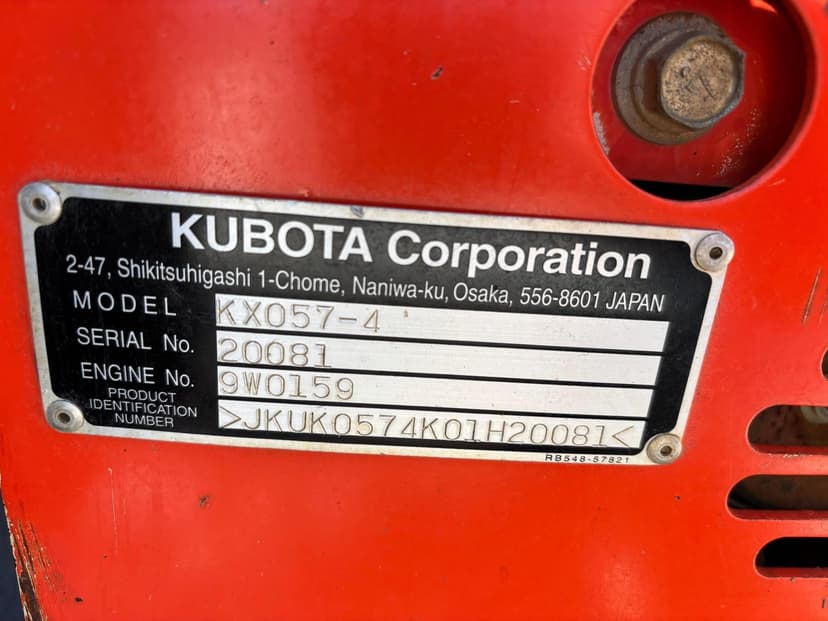 KUBOTA Corporation
2-47, Shikitsuhigashi 1-Chome, Naniwa-ku, Osaka, 556-8601 JAPAN
MODEL KX057-4
SERIAL No. 20081
ENGINE No. 9W0159
PRODUCT
IDENTIFICATION
NUMBER >JKUK0574K01H20081<
RB548-57821